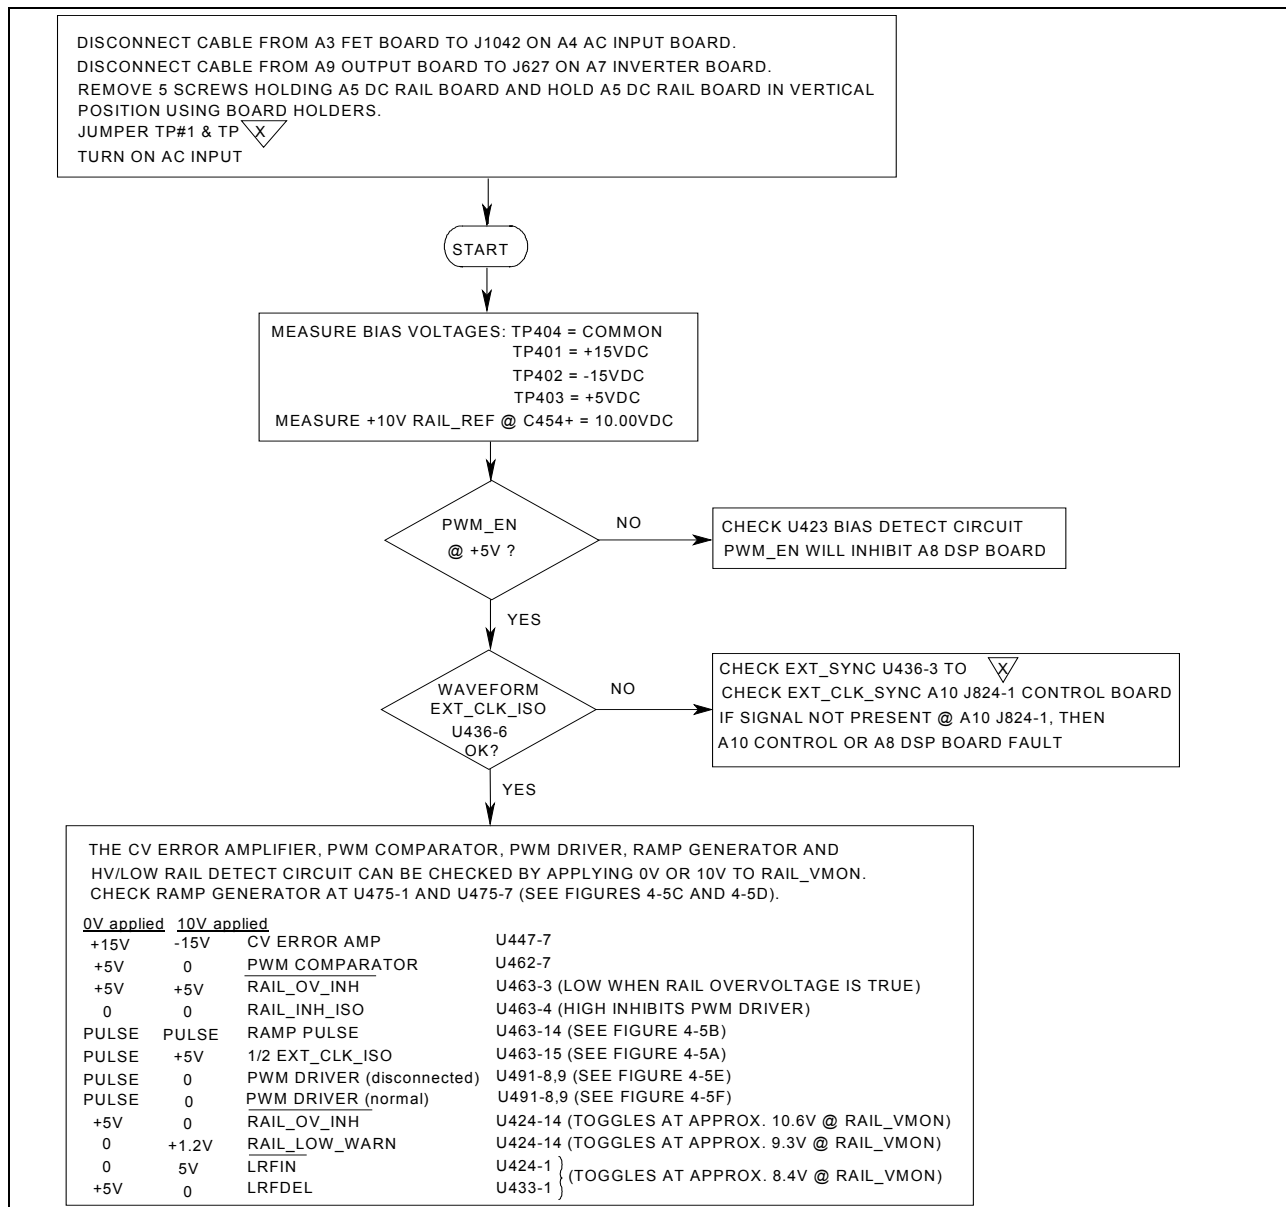 DISCONNECT CABLE FROM A3 FET BOARD TO J1042 ON A4 AC INPUT BOARD.
DISCONNECT CABLE FROM A9 OUTPUT BOARD TO J627 ON A7 INVERTER BOARD.
REMOVE 5 SCREWS HOLDING A5 DC RAIL BOARD AND HOLD A5 DC RAIL BOARD IN VERTICAL
POSITION USING BOARD HOLDERS.
JUMPER TP#1 & TP X
TURN ON AC INPUT
START
MEASURE BIAS VOLTAGES: TP404 = COMMON
TP401 = +15VDC
TP402 = -15VDC
TP403 = +5VDC
MEASURE +10V RAIL_REF @ C454+ = 10.00VDC
PWM_EN
@ +5V ?
NO
CHECK U423 BIAS DETECT CIRCUIT
PWM_EN WILL INHIBIT A8 DSP BOARD
YES
WAVEFORM
EXT_CLK_ISO
U436-6
OK?
NO
CHECK EXT_SYNC U436-3 TO X
CHECK EXT_CLK_SYNC A10 J824-1 CONTROL BOARD
IF SIGNAL NOT PRESENT @ A10 J824-1, THEN
A10 CONTROL OR A8 DSP BOARD FAULT
YES
THE CV ERROR AMPLIFIER, PWM COMPARATOR, PWM DRIVER, RAMP GENERATOR AND
HV/LOW RAIL DETECT CIRCUIT CAN BE CHECKED BY APPLYING 0V OR 10V TO RAIL_VMON.
CHECK RAMP GENERATOR AT U475-1 AND U475-7 (SEE FIGURES 4-5C AND 4-5D).
0V applied 10V applied
+15V -15V CV ERROR AMP U447-7
+5V 0 PWM COMPARATOR U462-7
+5V +5V RAIL_OV_INH U463-3 (LOW WHEN RAIL OVERVOLTAGE IS TRUE)
0 0 RAIL_INH_ISO U463-4 (HIGH INHIBITS PWM DRIVER)
PULSE PULSE RAMP PULSE U463-14 (SEE FIGURE 4-5B)
PULSE +5V 1/2 EXT_CLK_ISO U463-15 (SEE FIGURE 4-5A)
PULSE 0 PWM DRIVER (disconnected) U491-8,9 (SEE FIGURE 4-5E)
PULSE 0 PWM DRIVER (normal) U491-8,9 (SEE FIGURE 4-5F)
+5V 0 RAIL_OV_INH U424-14 (TOGGLES AT APPROX. 10.6V @ RAIL_VMON)
0 +1.2V RAIL_LOW_WARN U424-14 (TOGGLES AT APPROX. 9.3V @ RAIL_VMON)
0 5V LRFIN U424-1
(TOGGLES AT APPROX. 8.4V @ RAIL_VMON)
+5V 0 LRFDEL U433-1